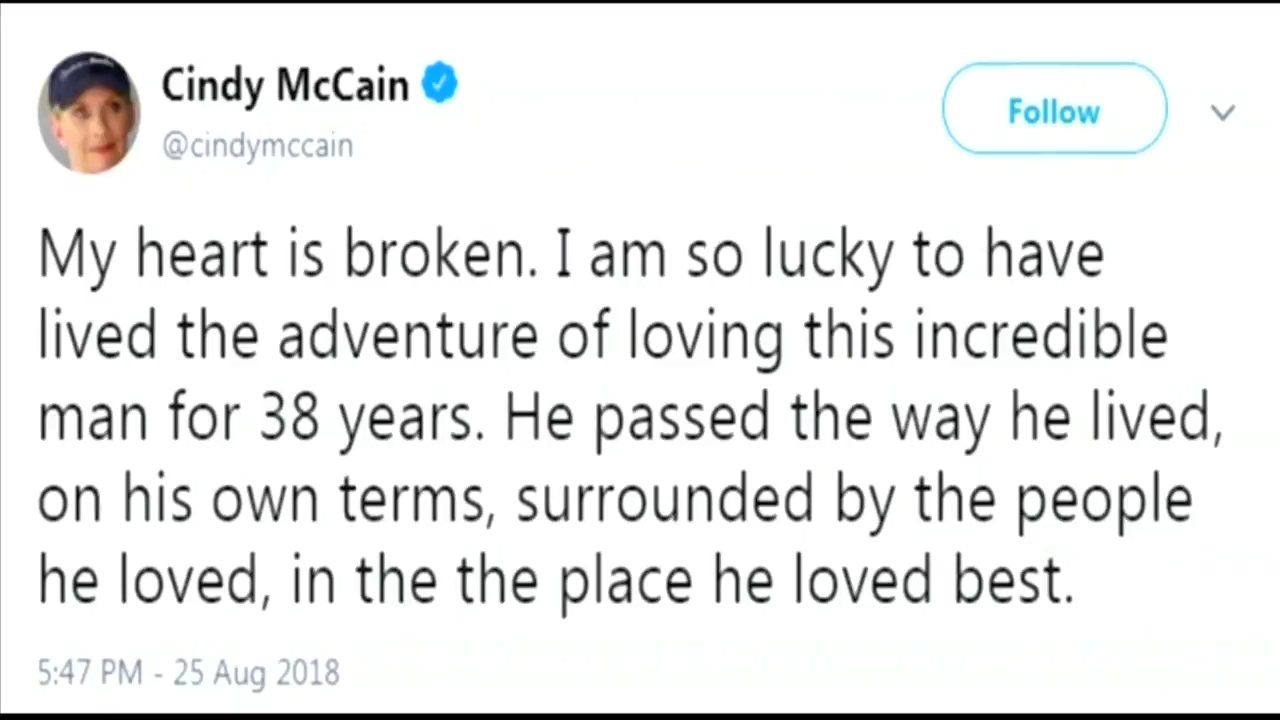 Cindy McCain
@cindymccain
Follow
My heart is broken. I am so lucky to have
lived the adventure of loving this incredible
man for 38 years. He passed the way he lived,
on his own terms, surrounded by the people
he loved, in the the place he loved best.
5:47 PM - 25 Aug 2018